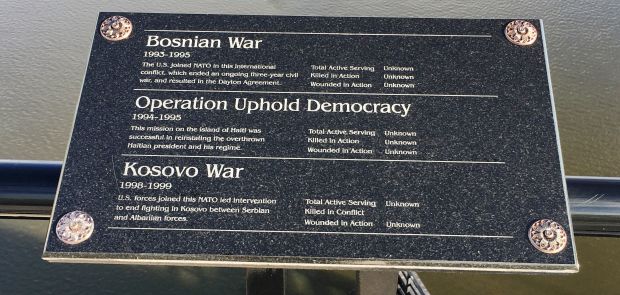 Bosnian War
1993-1995
The U.S. joined NATO in this international
conflict, which ended an ongoing three-year civil
war, and resulted in the Dayton Agreement.
Total Active Serving Unknown
Killed in Action Unknown
Wounded in Action Unknown
Operation Uphold Democracy
1994-1995
This mission on the island of Haiti was
successful in reinstating the overthrown
Haitian president and his regime.
Total Active Serving Unknown
Killed in Action Unknown
Wounded in Action Unknown
Kosovo War
1998-1999
U.S. forces joined this NATO led intervention
to end fighting in Kosovo between Serbian
and Albanian forces.
Total Active Serving Unknown
Killed in Conflict Unknown
Wounded in Action Unknown